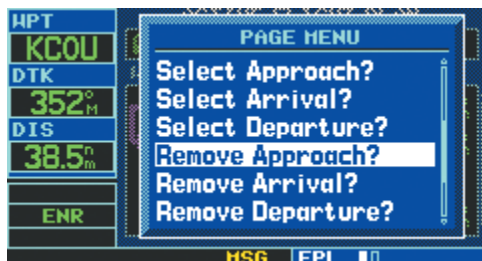 WPT
KCOU
DTK
352°M
DIS
38.5nm
ENR
PAGE MENU
Select Approach?
Select Arrival?
Select Departure?
Remove Approach?
Remove Arrival?
Remove Departure?
MSG FPL